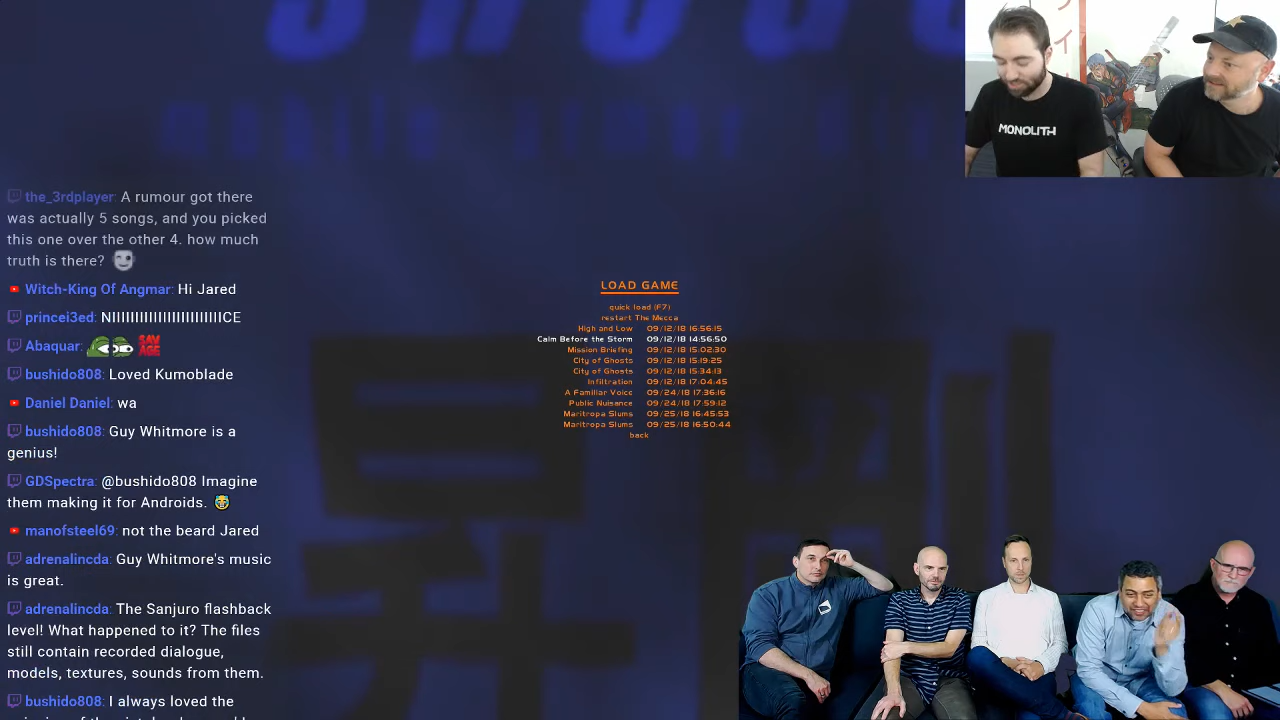 SHOGO
the_3rdplayer: A rumour got there
was actually 5 songs, and you picked
this one over the other 4. how much
truth is there?
Witch-King Of Angmar: Hi Jared
princei3ed: NIIIIIIIIIIIIIIIIIIIIIIIICE
Abaquar: SAV
AGE
bushido808: Loved Kumoblade
Daniel Daniel: wa
bushido808: Guy Whitmore is a
genius!
GDSpectra: @bushido808 Imagine
them making it for Androids.
manofsteel69: not the beard Jared
adrenalincda: Guy Whitmore's music
is great.
adrenalincda: The Sanjuro flashback
level! What happened to it? The files
still contain recorded dialogue,
models, textures, sounds from them.
bushido808: I always loved the
LOAD GAME
quick load (F7)
restart The Mecca
High and Low 09/12/18 16:56:15
Calm Before the Storm 09/12/18 14:56:50
Mission Briefing 09/12/18 15:02:30
City of Ghosts 09/12/18 15:19:25
City of Ghosts 09/12/18 15:34:13
Infiltration 09/12/18 17:04:45
A Familiar Voice 09/24/18 17:36:16
Public Nuisance 09/24/18 17:59:12
Maritropa Slums 09/25/18 16:45:53
Maritropa Slums 09/25/18 16:50:44
back
MONOLITH